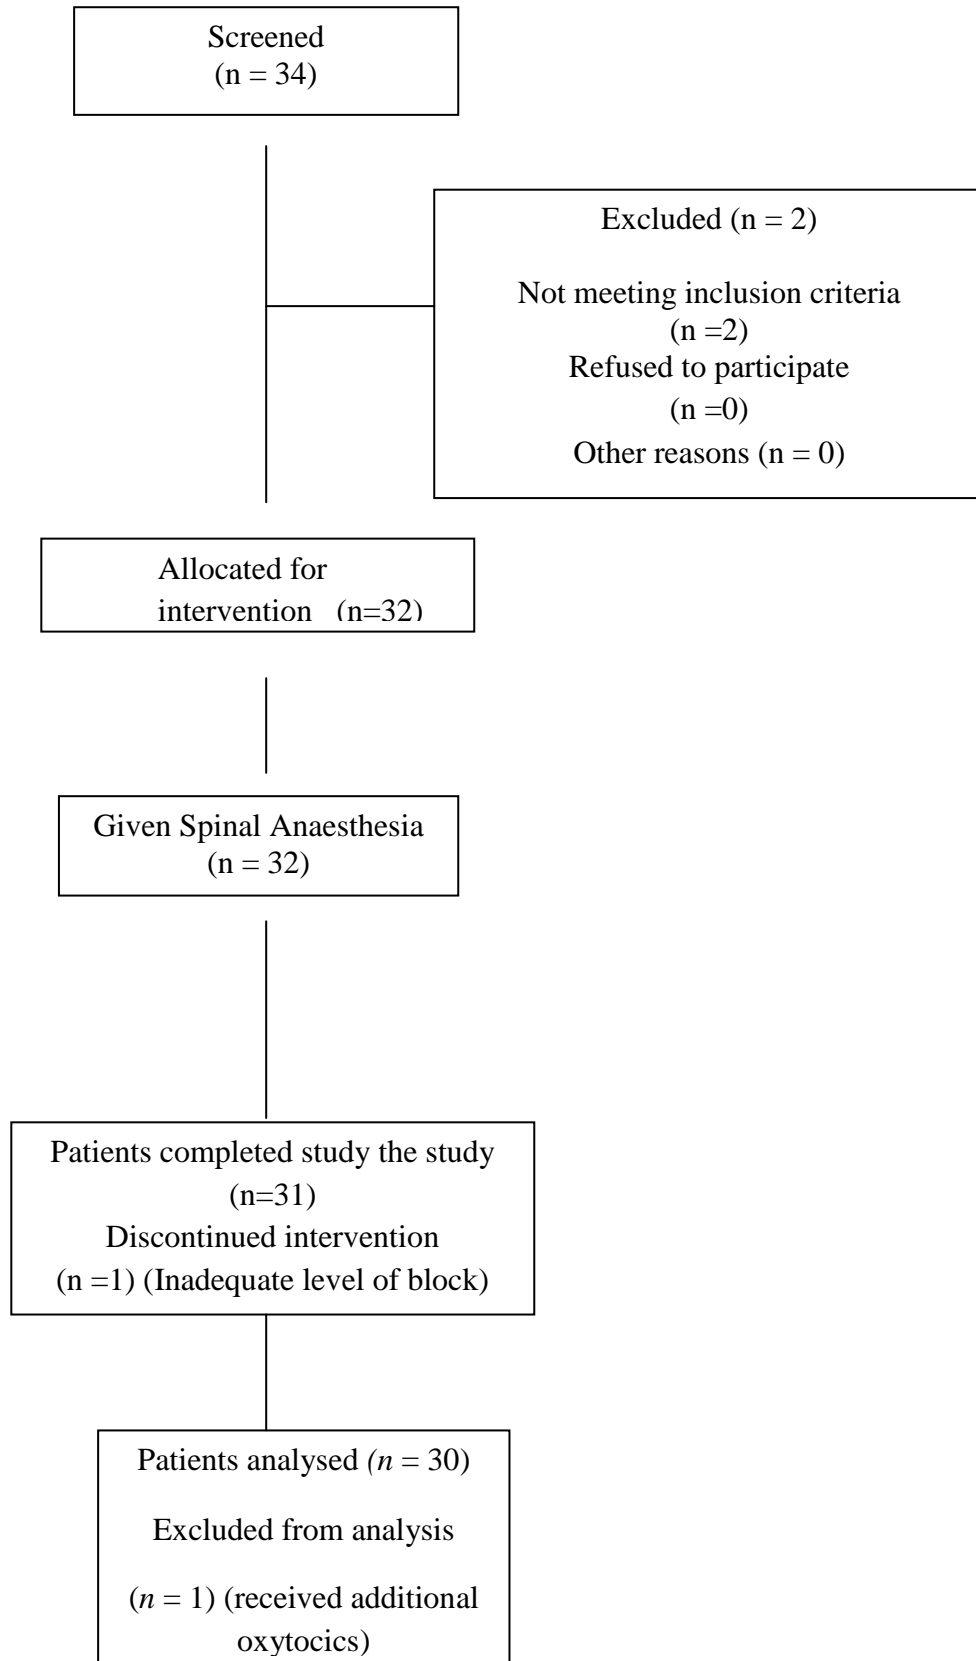 Screened
(n = 34)
Excluded (n = 2)
Not meeting inclusion criteria
(n =2)
Refused to participate
(n =0)
Other reasons (n = 0)
Allocated for
intervention (n=32)
Given Spinal Anaesthesia
(n = 32)
Patients completed study the study
(n=31)
Discontinued intervention
(n =1) (Inadequate level of block)
Patients analysed (n = 30)
Excluded from analysis
(n = 1) (received additional
oxytocics)